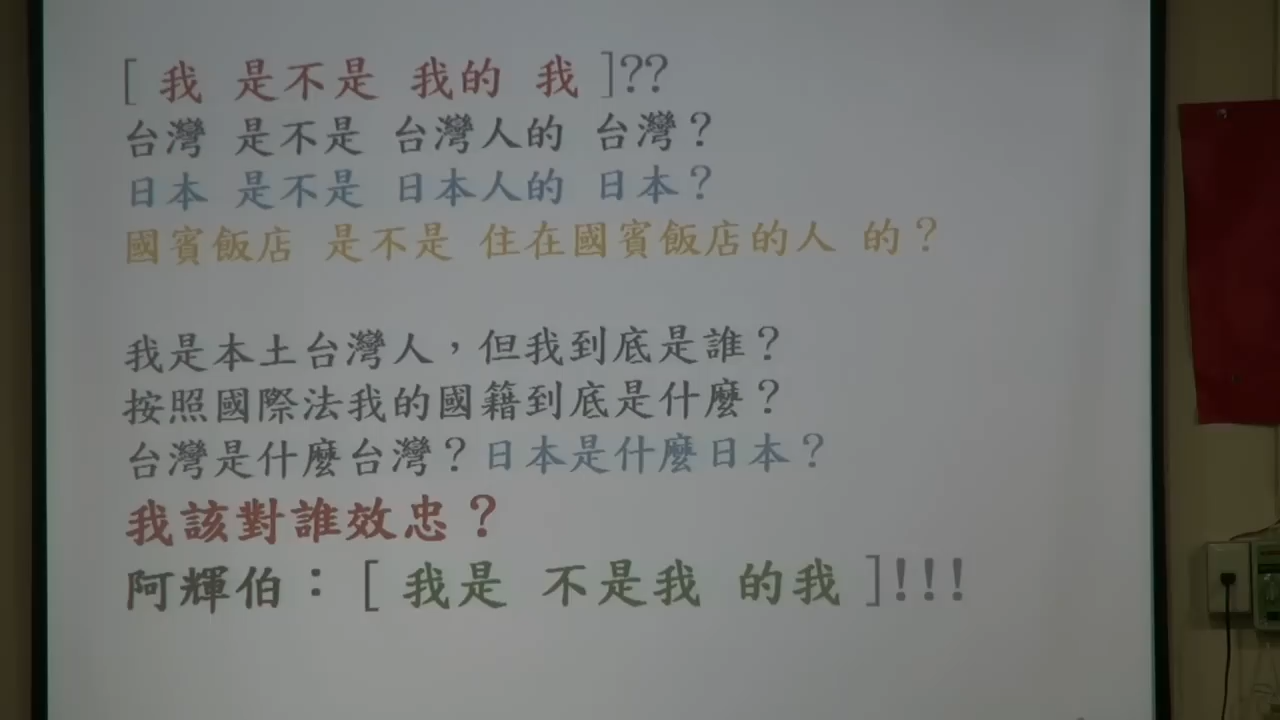 [ 我 是不是 我的 我 ]??
台灣 是不是 台灣人的 台灣？
日本 是不是 日本人的 日本？
國賓飯店 是不是 住在國賓飯店的人 的？
我是本土台灣人，但我到底是誰？
按照國際法我的國籍到底是什麼？
台灣是什麼台灣？日本是什麼日本？
我該對誰效忠？
阿輝伯：[ 我是 不是我 的我 ]!!!